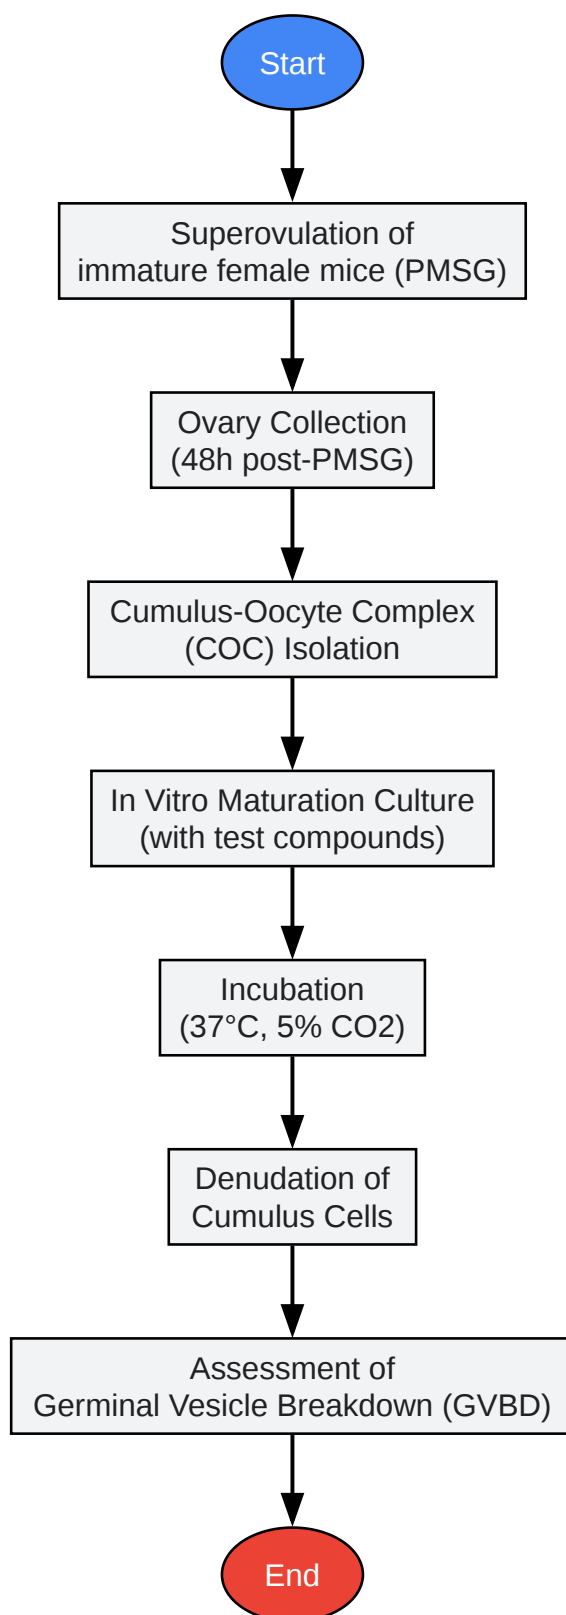 Start
Superovulation of
immature female mice (PMSG)
Ovary Collection
(48h post-PMSG)
Cumulus-Oocyte Complex
(COC) Isolation
In Vitro Maturation Culture
(with test compounds)
Incubation
(37°C, 5% CO2)
Denudation of
Cumulus Cells
Assessment of
Germinal Vesicle Breakdown (GVBD)
End